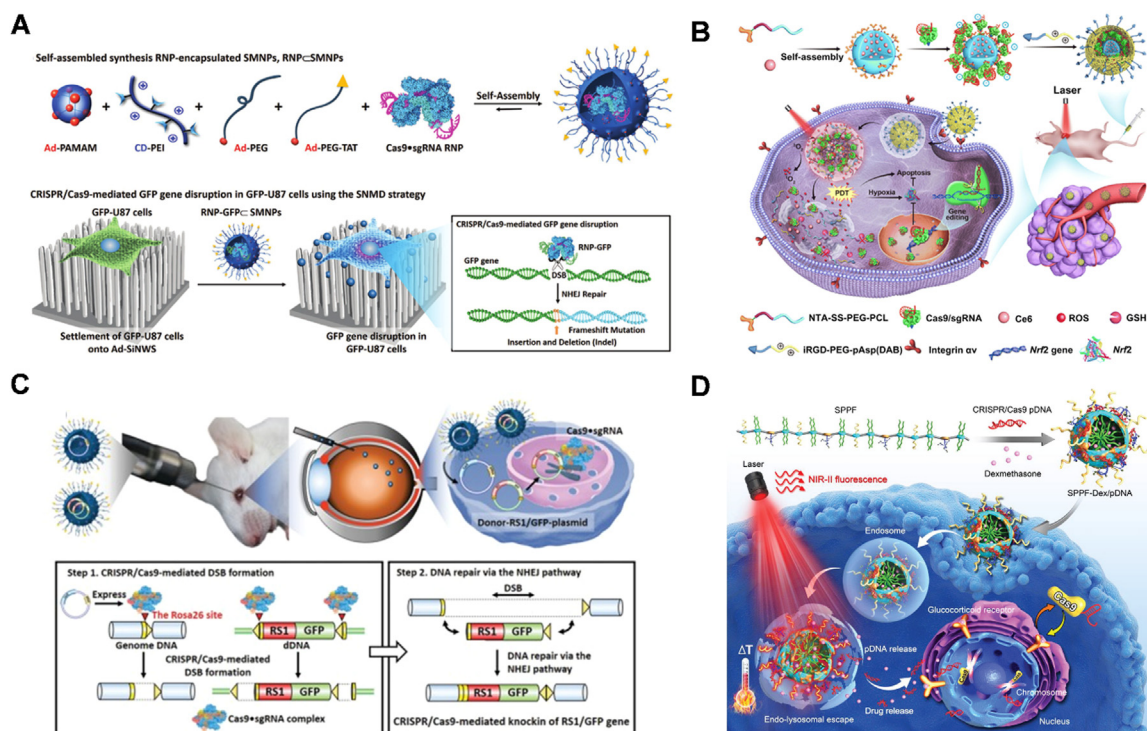 A
Self-assembled synthesis RNP-encapsulated SMNPs, RNP⊂SMNPs
Self-Assembly
Ad-PAMAM
CD-PEI
Ad-PEG
Ad-PEG-TAT
Cas9•sgRNA RNP
CRISPR/Cas9-mediated GFP gene disruption in GFP-U87 cells using the SNMD strategy
GFP-U87 cells
RNP-GFP⊂ SMNPs
Settlement of GFP-U87 cells
onto Ad-SiNWS
GFP gene disruption in
GFP-U87 cells
CRISPR/Cas9-mediated GFP gene disruption
RNP-GFP
GFP gene
DSB
NHEJ Repair
Frameshift Mutation
Insertion and Deletion (Indel)
B
Self-assembly
Laser
PDT
Hypoxia
Apoptosis
Gene
editing
NTA-SS-PEG-PCL
Cas9/sgRNA
Ce6
ROS
GSH
iRGD-PEG-pAsp(DAB)
Integrin αv
Nrf2 gene
Nrf2
C
Cas9•sgRNA
Donor-RS1/GFP-plasmid
Step 1. CRISPR/Cas9-mediated DSB formation
Express
The Rosa26 site
RS1 GFP
Genome DNA
dDNA
CRISPR/Cas9-mediated
DSB formation
RS1 GFP
Cas9•sgRNA complex
Step 2. DNA repair via the NHEJ pathway
DSB
RS1 GFP
DNA repair via the
NHEJ pathway
RS1 GFP
CRISPR/Cas9-mediated knockin of RS1/GFP gene
D
SPPF
CRISPR/Cas9 pDNA
Dexmethasone
SPPF-Dex/pDNA
Laser
NIR-II fluorescence
Endosome
Glucocorticoid receptor
Cas9
ΔT
pDNA release
Drug release
Cas9
Chromosome
Nucleus
Endo-lysosomal escape